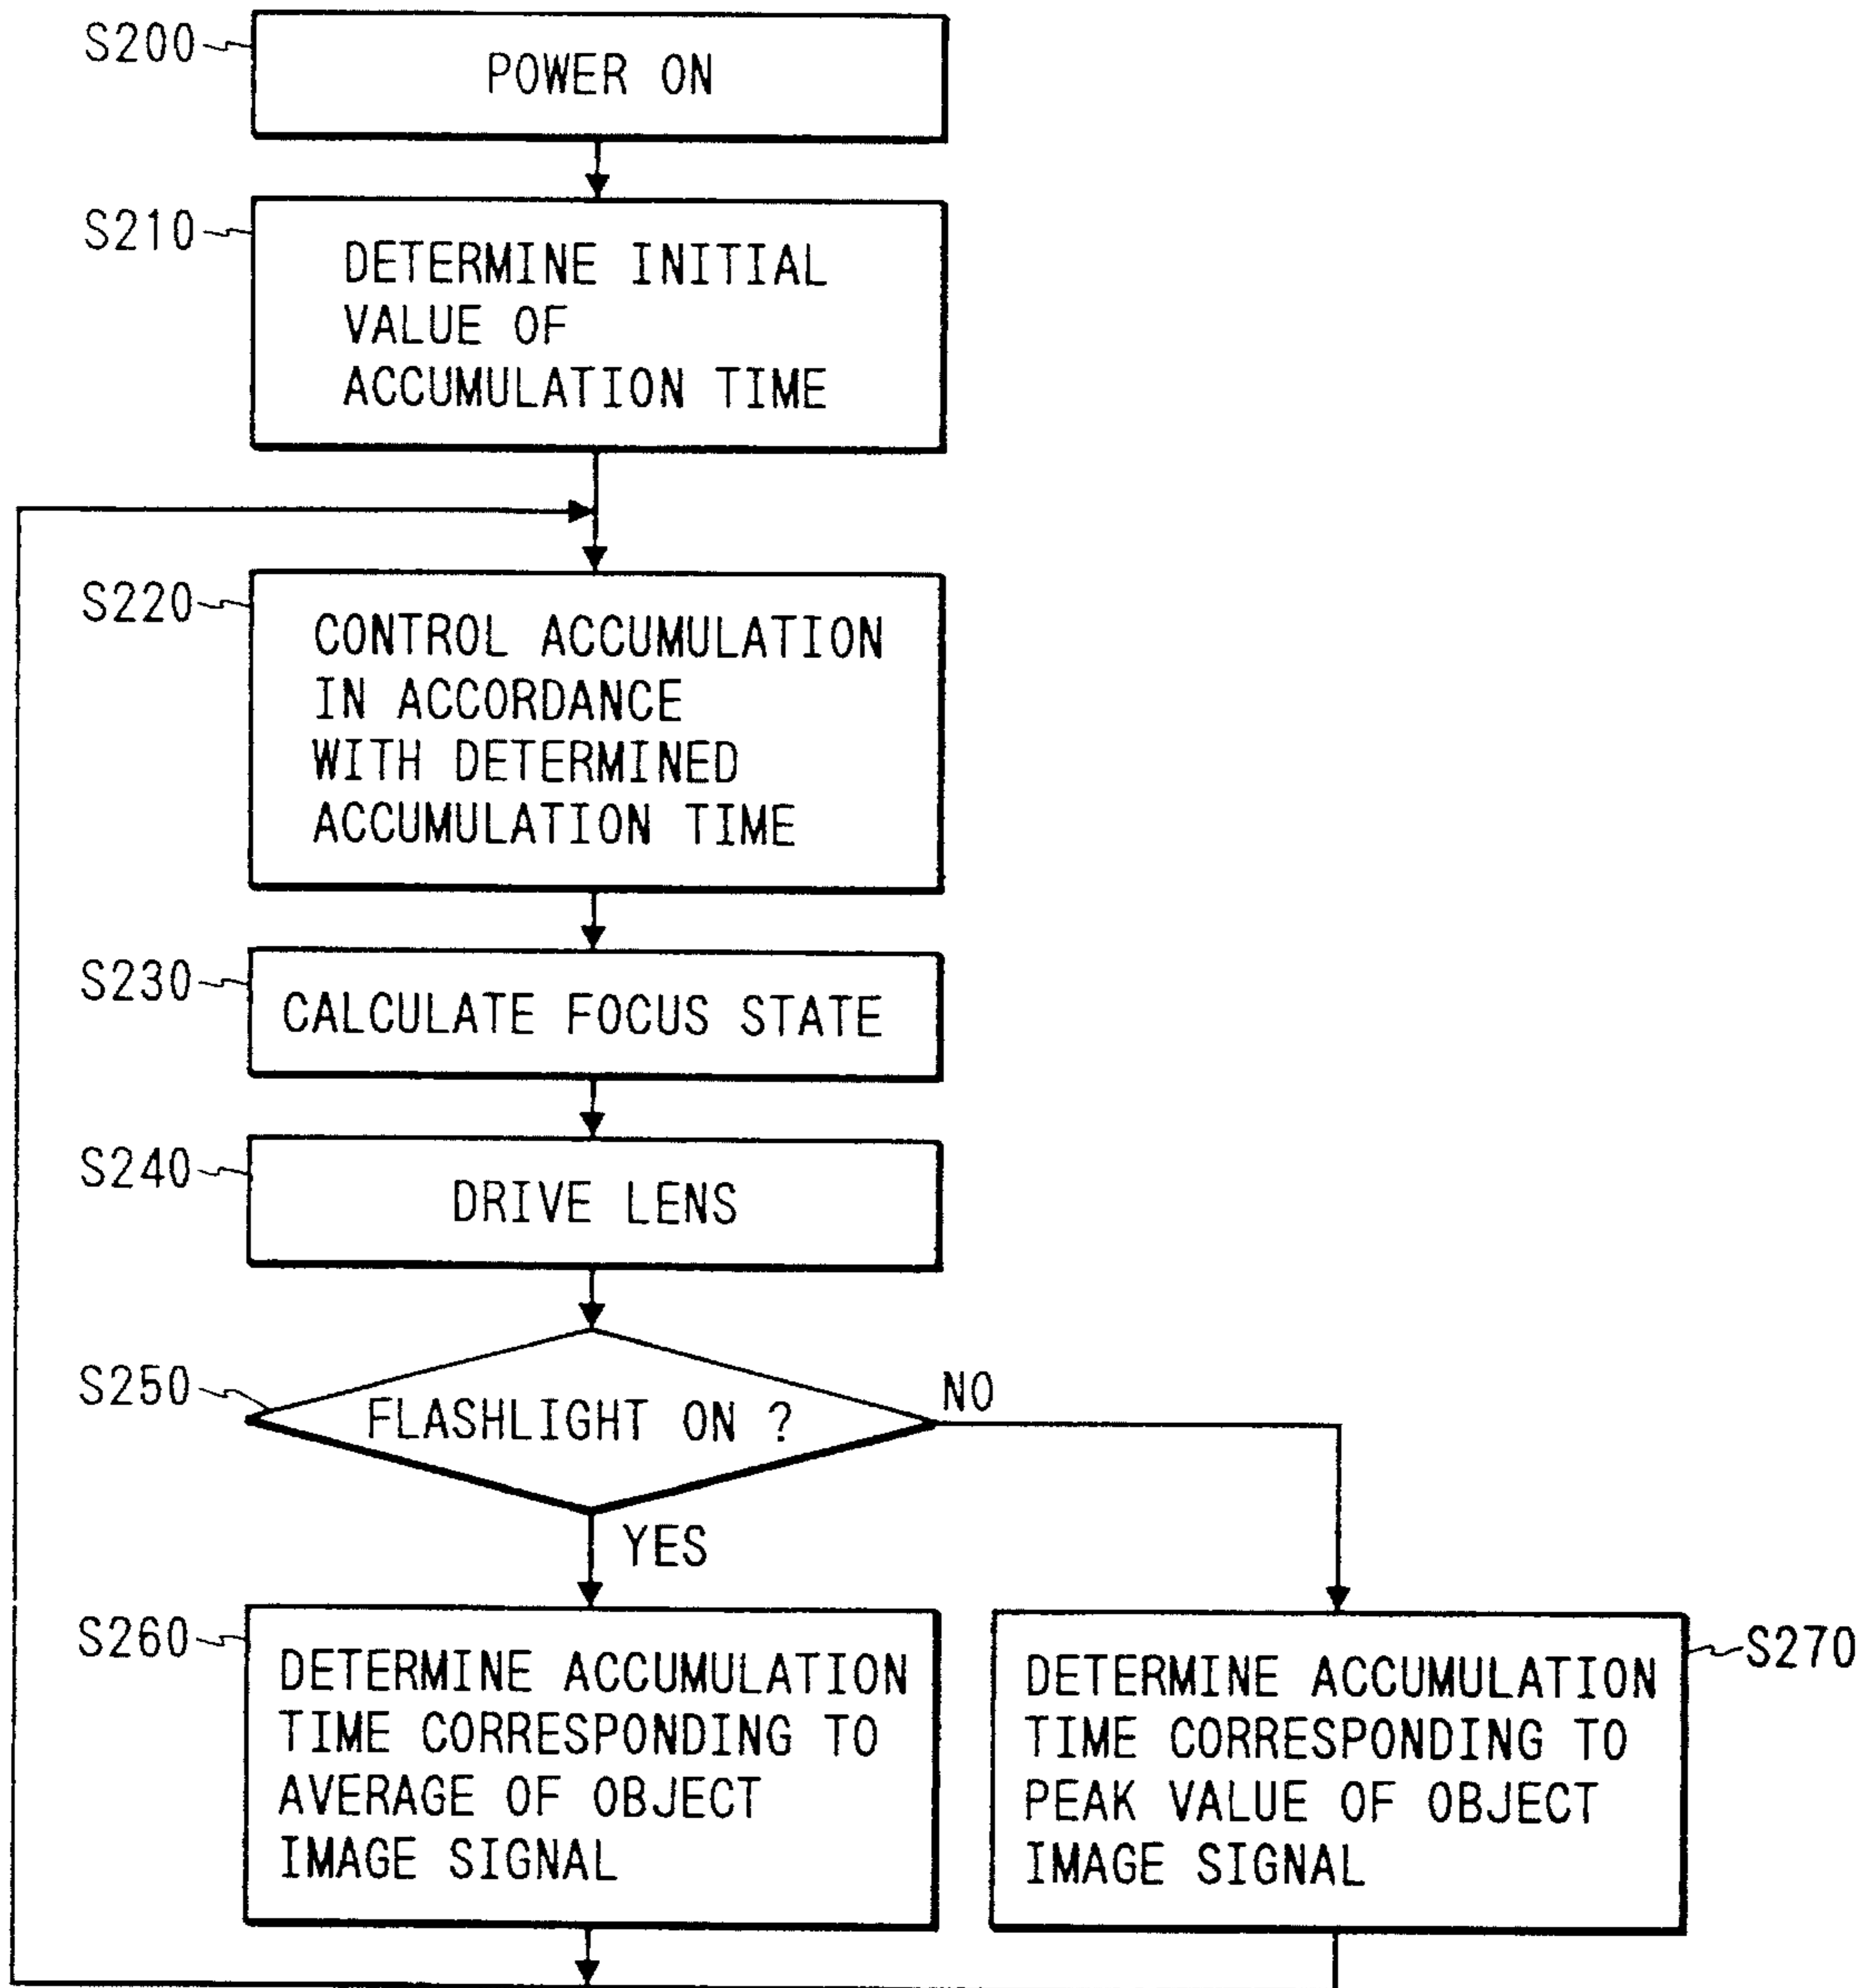 S200
POWER ON
S210
DETERMINE INITIAL
VALUE OF
ACCUMULATION TIME
S220
CONTROL ACCUMULATION
IN ACCORDANCE
WITH DETERMINED
ACCUMULATION TIME
S230
CALCULATE FOCUS STATE
S240
DRIVE LENS
S250
FLASHLIGHT ON ?
NO
YES
S260
DETERMINE ACCUMULATION
TIME CORRESPONDING TO
AVERAGE OF OBJECT
IMAGE SIGNAL
S270
DETERMINE ACCUMULATION
TIME CORRESPONDING TO
PEAK VALUE OF OBJECT
IMAGE SIGNAL